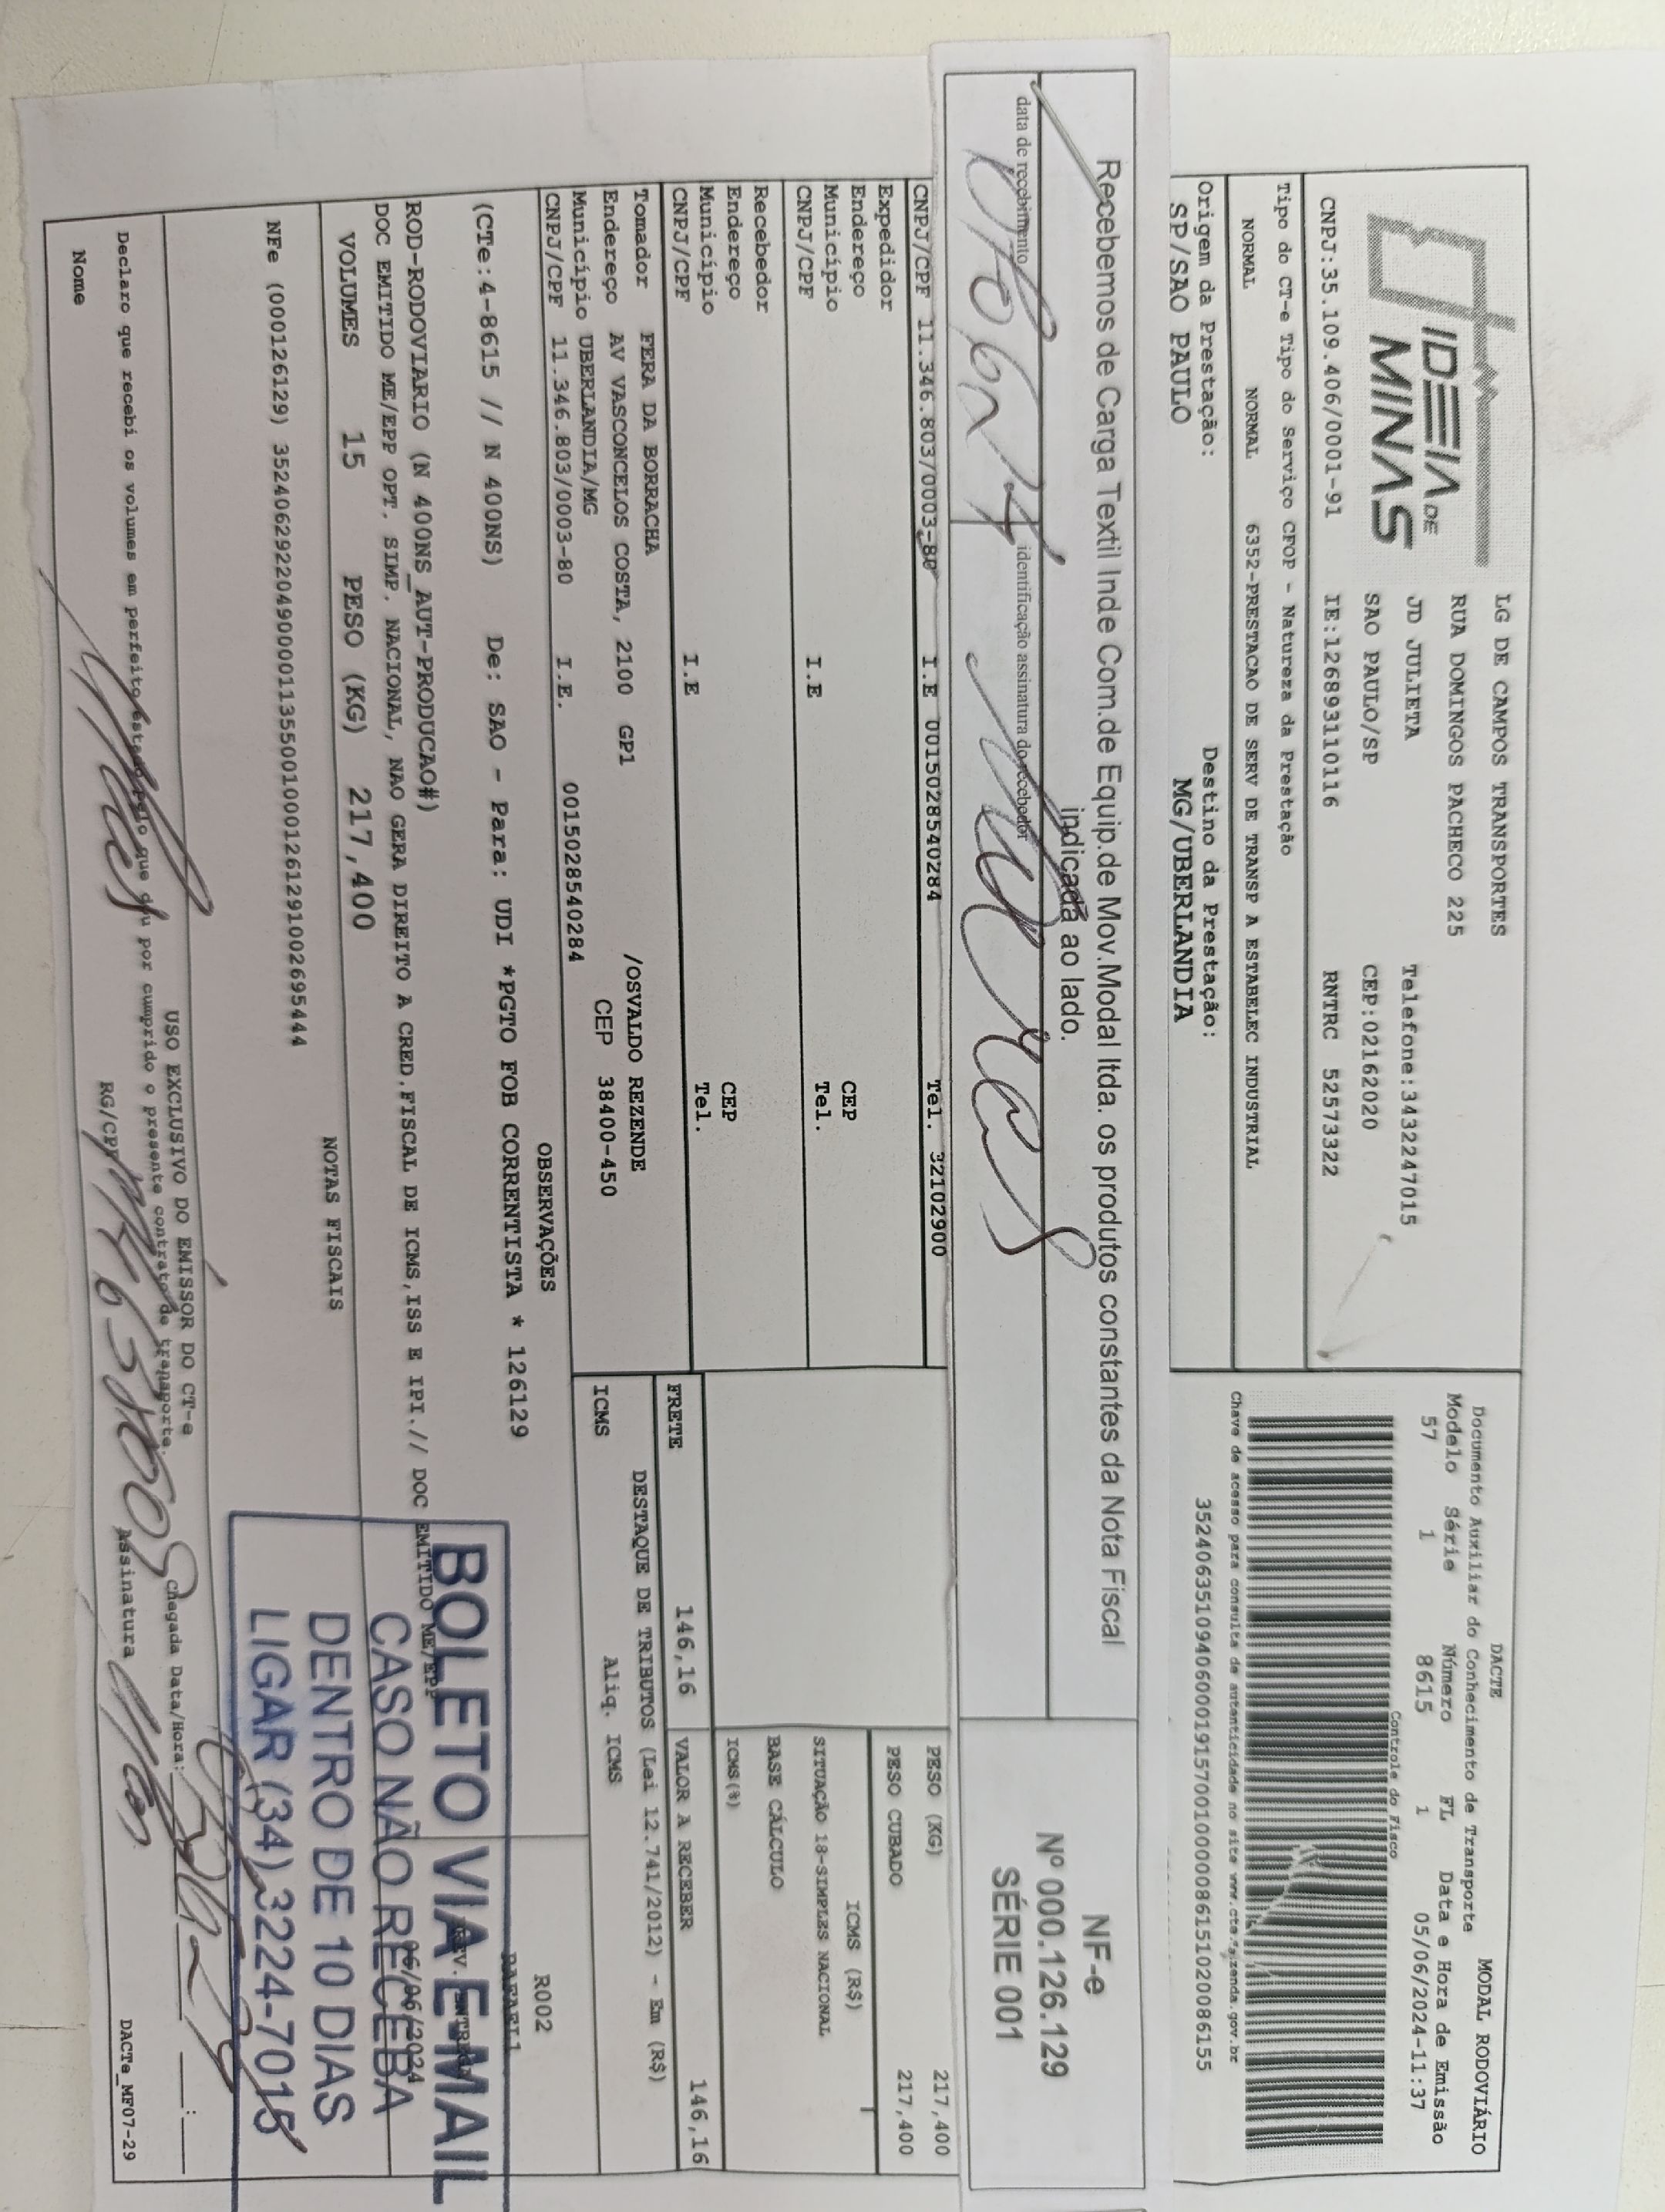 IDEIA DE MINAS
LG DE CAMPOS TRANSPORTES
RUA DOMINGOS PACHECO 225
JD JULIETA Telefone:3432247015
SAO PAULO/SP CEP:02162020
CNPJ:35.109.406/0001-91 IE:126893110116 RNTRC 52573322
DACTE MODAL RODOVIÁRIO
Documento Auxiliar do Conhecimento de Transporte
Modelo Série Número FL Data e Hora de Emissão
57 1 8615 1 05/06/2024-11:37
Controle do Fisco
Tipo do CT-e Tipo do Serviço CFOP - Natureza da Prestação
NORMAL NORMAL 6352-PRESTACAO DE SERV DE TRANSP A ESTABELEC INDUSTRIAL
Chave de acesso para consulta de autenticidade no site www.cte.fazenda.gov.br
Origem da Prestação: Destino da Prestação:
SP/SAO PAULO MG/UBERLANDIA
35240635109406000191570010000086151020086155
Recebemos de Carga Textil Inde Com.de Equip.de Mov.Modal ltda. os produtos constantes da Nota Fiscal
indicada ao lado.
data de recebimento identificação assinatura do recebedor
NF-e
Nº 000.126.129
SÉRIE 001
CNPJ/CPF 11.346.803/0003-80 I.E 0015028540284 Tel. 32102900
Expedidor
Endereço CEP
Município Tel.
CNPJ/CPF I.E
Recebedor
Endereço CEP
Município Tel.
CNPJ/CPF I.E
PESO (KG) 217,400
PESO CUBADO 217,400
ICMS (R$)
SITUAÇÃO 18-SIMPLES NACIONAL
BASE CÁLCULO
ICMS(%)
Tomador FERA DA BORRACHA /OSVALDO REZENDE
Endereço AV VASCONCELOS COSTA, 2100 GP1 CEP 38400-450
Município UBERLANDIA/MG
CNPJ/CPF 11.346.803/0003-80 I.E. 0015028540284
FRETE 146,16 VALOR A RECEBER 146,16
DESTAQUE DE TRIBUTOS (Lei 12.741/2012) - Em (R$)
ICMS Aliq. ICMS
OBSERVAÇÕES
(CTe:4-8615 // N 400NS) De: SAO - Para: UDI *PGTO FOB CORRENTISTA * 126129
R002
RAFAEL1
ROD-RODOVIARIO (N 400NS_AUT-PRODUCAO#)
DOC EMITIDO ME/EPP OPT. SIMP. NACIONAL, NAO GERA DIREITO A CRED.FISCAL DE ICMS,ISS E IPI.// DOC EMITIDO ME/EPP
06/06/2024
VOLUMES 15 PESO (KG) 217,400
NOTAS FISCAIS
NFe (000126129) 35240629220490000113550010001261291002695444
BOLETO VIA E-MAIL
CASO NÃO RECEBA
DENTRO DE 10 DIAS
LIGAR (34) 3224-7015
USO EXCLUSIVO DO EMISSOR DO CT-e
Declaro que recebi os volumes em perfeito estado pelo que dou por cumprido o presente contrato de transporte.
Chegada Data/Hora:
Nome RG/CPF Assinatura
DACTe_MF07-29